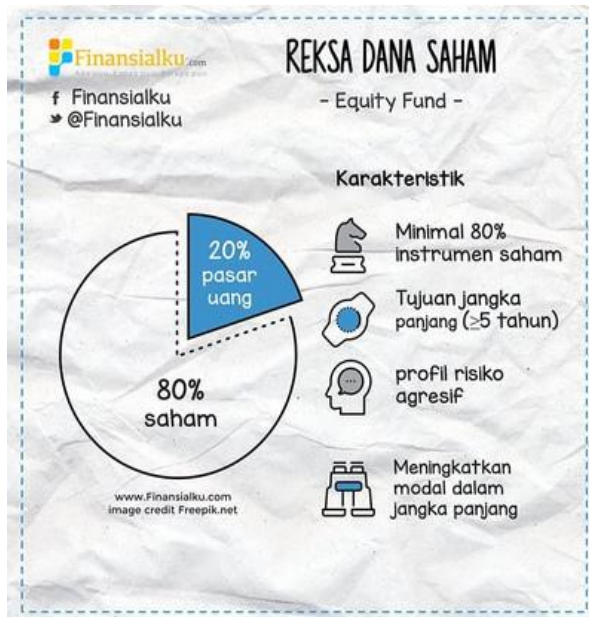 Finansialku.com
Finansialku
@Finansialku
REKSA DANA SAHAM
- Equity Fund -
Karakteristik
20%
pasar
uang
80%
saham
Minimal 80%
instrumen saham
Tujuan jangka
panjang (≥5 tahun)
profil risiko
agresif
Meningkatkan
modal dalam
jangka panjang
www.Finansialku.com
image credit Freepik.net